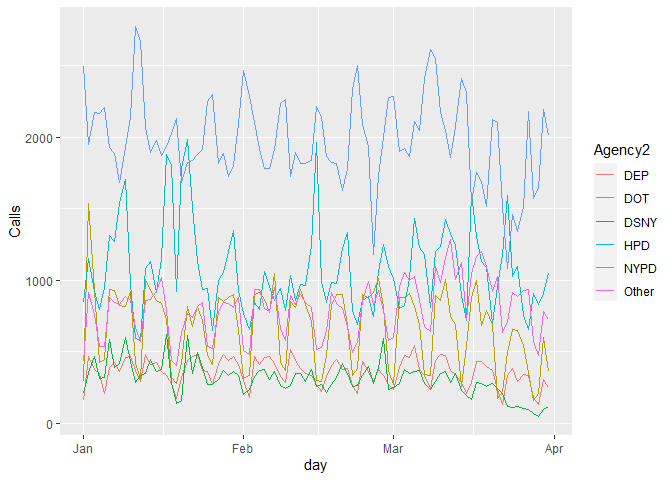 2000
1000
0
Calls
Jan
Feb
Mar
Apr
day
Agency2
DEP
DOT
DSNY
HPD
NYPD
Other